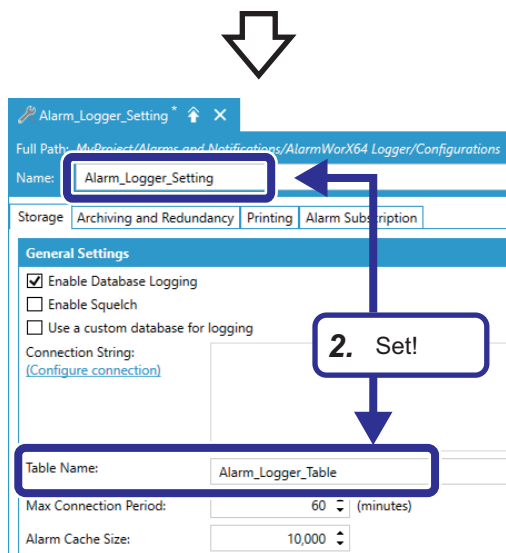 Alarm_Logger_Setting *
Full Path: MyProject/Alarms and Notifications/AlarmWorX64 Logger/Configurations
Name: Alarm_Logger_Setting
Storage Archiving and Redundancy Printing Alarm Subscription
General Settings
Enable Database Logging
Enable Squelch
Use a custom database for logging
Connection String:
(Configure connection)
2. Set!
Table Name: Alarm_Logger_Table
Max Connection Period: 60 (minutes)
Alarm Cache Size: 10,000